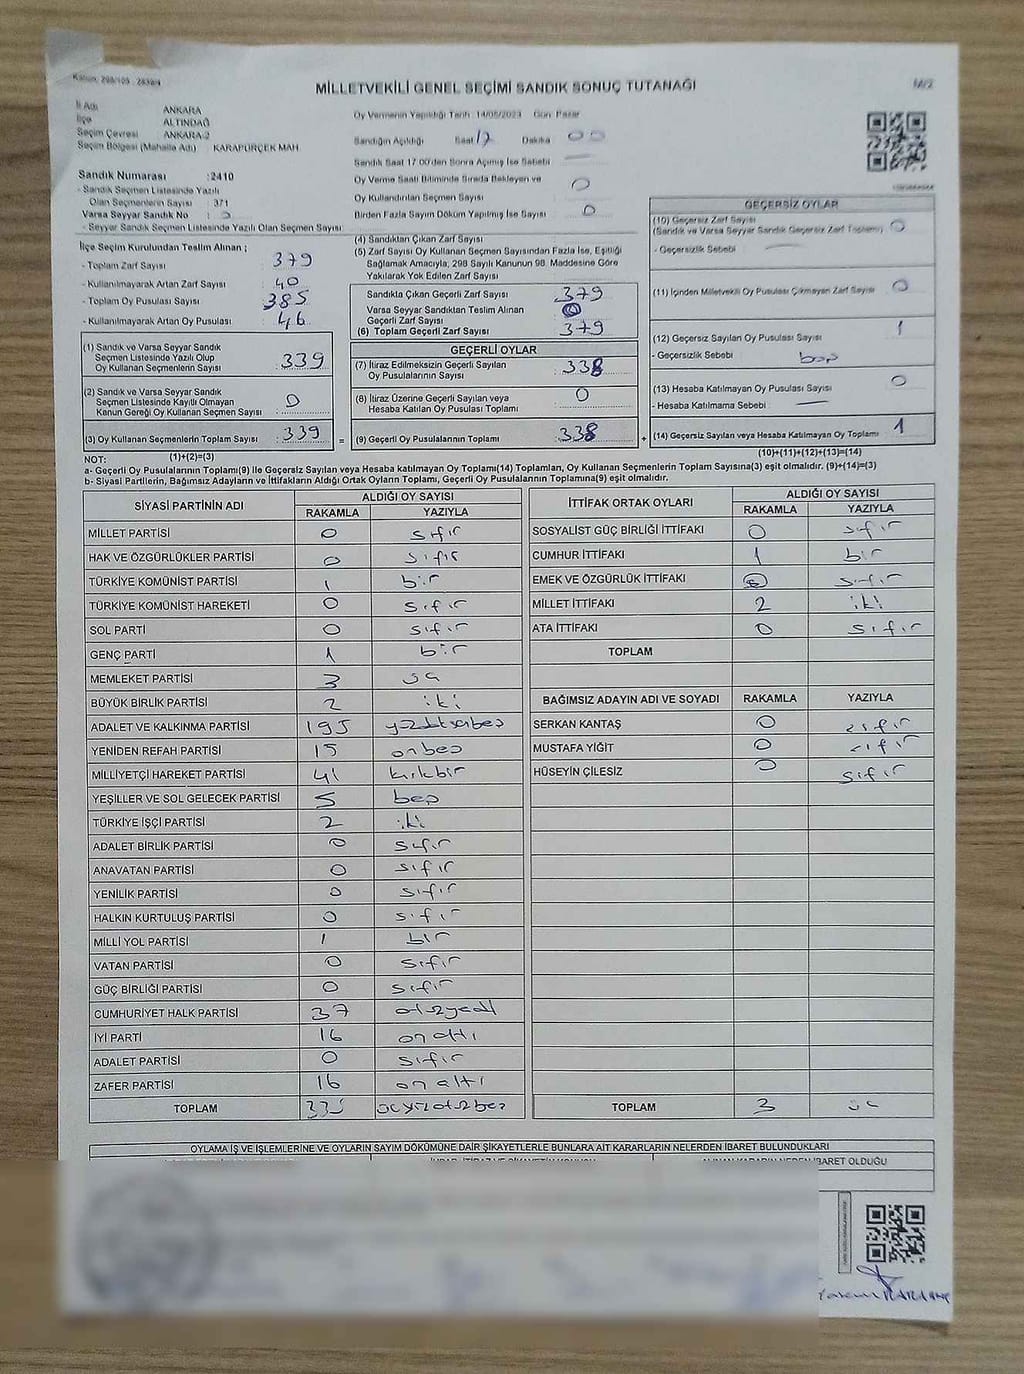 Kanun, 298/105 - 2839/4
MİLLETVEKİLİ GENEL SEÇİMİ SANDIK SONUÇ TUTANAĞI
İl Adı ANKARA
İlçe ALTINDAĞ
Seçim Çevresi ANKARA-2
Seçim Bölgesi (Mahalle Adı) KARAPÜRÇEK MAH.
Oy Vermenin Yapıldığı Tarih : 14/05/2023 Gün: Pazar
Sandığın Açıldığı Saat 17 Dakika 00
Sandık Saat 17:00'den Sonra Açılmış İse Sebebi —
Oy Verme Saati Bitiminde Sırada Bekleyen ve
Oy Kullandırılan Seçmen Sayısı 0
Birden Fazla Sayım Döküm Yapılmış İse Sayısı 0
Sandık Numarası : 2410
- Sandık Seçmen Listesinde Yazılı
Olan Seçmenlerin Sayısı : 371
Varsa Seyyar Sandık No :
- Seyyar Sandık Seçmen Listesinde Yazılı Olan Seçmen Sayısı
İlçe Seçim Kurulundan Teslim Alınan ;
- Toplam Zarf Sayısı : 379
- Kullanılmayarak Artan Zarf Sayısı : 40
- Toplam Oy Pusulası Sayısı : 385
- Kullanılmayarak Artan Oy Pusulası : 46
(1) Sandık ve Varsa Seyyar Sandık
Seçmen Listesinde Yazılı Olup
Oy Kullanan Seçmenlerin Sayısı : 339
(2) Sandık ve Varsa Seyyar Sandık
Seçmen Listesinde Kayıtlı Olmayan
Kanun Gereği Oy Kullanan Seçmen Sayısı : 0
(3) Oy Kullanan Seçmenlerin Toplam Sayısı : 339
(4) Sandıktan Çıkan Zarf Sayısı
(5) Zarf Sayısı Oy Kullanan Seçmen Sayısından Fazla İse, Eşitliği
Sağlamak Amacıyla, 298 Sayılı Kanunun 98. Maddesine Göre
Yakılarak Yok Edilen Zarf Sayısı
Sandıkta Çıkan Geçerli Zarf Sayısı 379
Varsa Seyyar Sandıktan Teslim Alınan
Geçerli Zarf Sayısı 0
(6) Toplam Geçerli Zarf Sayısı 379
GEÇERLİ OYLAR
(7) İtiraz Edilmeksizin Geçerli Sayılan
Oy Pusulalarının Sayısı : 338
(8) İtiraz Üzerine Geçerli Sayılan veya
Hesaba Katılan Oy Pusulası Toplamı : 0
= (9) Geçerli Oy Pusulalarının Toplamı : 338 +
GEÇERSİZ OYLAR
(10) Geçersiz Zarf Sayısı
(Sandık ve Varsa Seyyar Sandık Geçersiz Zarf Toplamı) 0
- Geçersizlik Sebebi —
(11) İçinden Milletvekili Oy Pusulası Çıkmayan Zarf Sayısı 0
(12) Geçersiz Sayılan Oy Pusulası Sayısı 1
- Geçersizlik Sebebi boş
(13) Hesaba Katılmayan Oy Pusulası Sayısı 0
- Hesaba Katılmama Sebebi —
(14) Geçersiz Sayılan veya Hesaba Katılmayan Oy Toplamı 1
NOT: (1)+(2)=(3) (10)+(11)+(12)+(13)=(14)
a- Geçerli Oy Pusulalarının Toplamı(9) ile Geçersiz Sayılan veya Hesaba katılmayan Oy Toplamı(14) Toplamları, Oy Kullanan Seçmenlerin Toplam Sayısına(3) eşit olmalıdır. (9)+(14)=(3)
b- Siyasi Partilerin, Bağımsız Adayların ve İttifakların Aldığı Ortak Oyların Toplamı, Geçerli Oy Pusulalarının Toplamına(9) eşit olmalıdır.
SİYASİ PARTİNİN ADI ALDIĞI OY SAYISI
RAKAMLA YAZIYLA
MİLLET PARTİSİ 0 sıfır
HAK VE ÖZGÜRLÜKLER PARTİSİ 0 sıfır
TÜRKİYE KOMÜNİST PARTİSİ 1 bir
TÜRKİYE KOMÜNİST HAREKETİ 0 sıfır
SOL PARTİ 0 sıfır
GENÇ PARTİ 1 bir
MEMLEKET PARTİSİ 3 üç
BÜYÜK BİRLİK PARTİSİ 2 iki
ADALET VE KALKINMA PARTİSİ 195 yüzdoksanbeş
YENİDEN REFAH PARTİSİ 15 onbeş
MİLLİYETÇİ HAREKET PARTİSİ 41 kırkbir
YEŞİLLER VE SOL GELECEK PARTİSİ 5 beş
TÜRKİYE İŞÇİ PARTİSİ 2 iki
ADALET BİRLİK PARTİSİ 0 sıfır
ANAVATAN PARTİSİ 0 sıfır
YENİLİK PARTİSİ 0 sıfır
HALKIN KURTULUŞ PARTİSİ 0 sıfır
MİLLİ YOL PARTİSİ 1 bir
VATAN PARTİSİ 0 sıfır
GÜÇ BİRLİĞİ PARTİSİ 0 sıfır
CUMHURİYET HALK PARTİSİ 37 otuzyedi
İYİ PARTİ 16 onaltı
ADALET PARTİSİ 0 sıfır
ZAFER PARTİSİ 16 on altı
TOPLAM 335 üçyüzotuzbeş
İTTİFAK ORTAK OYLARI ALDIĞI OY SAYISI
RAKAMLA YAZIYLA
SOSYALİST GÜÇ BİRLİĞİ İTTİFAKI 0 sıfır
CUMHUR İTTİFAKI 1 bir
EMEK VE ÖZGÜRLÜK İTTİFAKI 0 sıfır
MİLLET İTTİFAKI 2 iki
ATA İTTİFAKI 0 sıfır
TOPLAM
BAĞIMSIZ ADAYIN ADI VE SOYADI RAKAMLA YAZIYLA
SERKAN KANTAŞ 0 sıfır
MUSTAFA YİĞİT 0 sıfır
HÜSEYİN ÇİLESİZ 0 sıfır
TOPLAM 3 üç
OYLAMA İŞ VE İŞLEMLERİNE VE OYLARIN SAYIM DÖKÜMÜNE DAİR ŞİKAYETLERLE BUNLARA AİT KARARLARIN NELERDEN İBARET BULUNDUKLARI